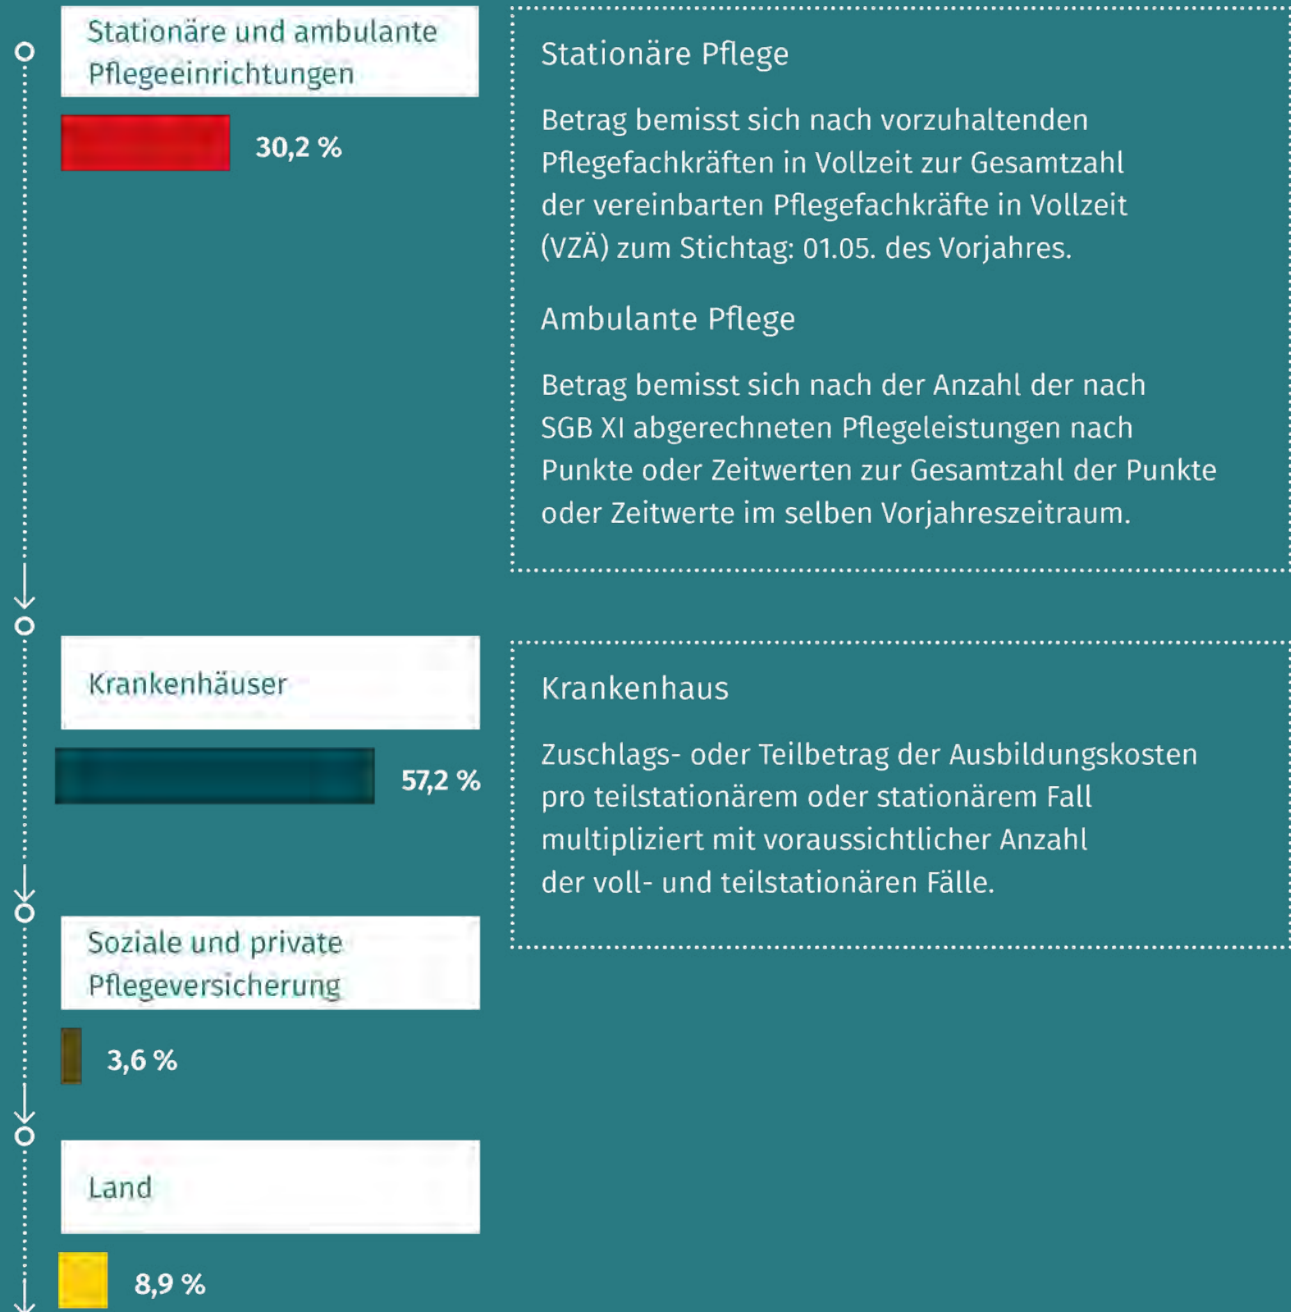 Stationäre und ambulante
Pflegeeinrichtungen
30,2 %
Stationäre Pflege
Betrag bemisst sich nach vorzuhaltenden
Pflegefachkräften in Vollzeit zur Gesamtzahl
der vereinbarten Pflegefachkräfte in Vollzeit
(VZÄ) zum Stichtag: 01.05. des Vorjahres.
Ambulante Pflege
Betrag bemisst sich nach der Anzahl der nach
SGB XI abgerechneten Pflegeleistungen nach
Punkte oder Zeitwerten zur Gesamtzahl der Punkte
oder Zeitwerte im selben Vorjahreszeitraum.
Krankenhäuser
57,2 %
Krankenhaus
Zuschlags- oder Teilbetrag der Ausbildungskosten
pro teilstationärem oder stationärem Fall
multipliziert mit voraussichtlicher Anzahl
der voll- und teilstationären Fälle.
Soziale und private
Pflegeversicherung
3,6 %
Land
8,9 %